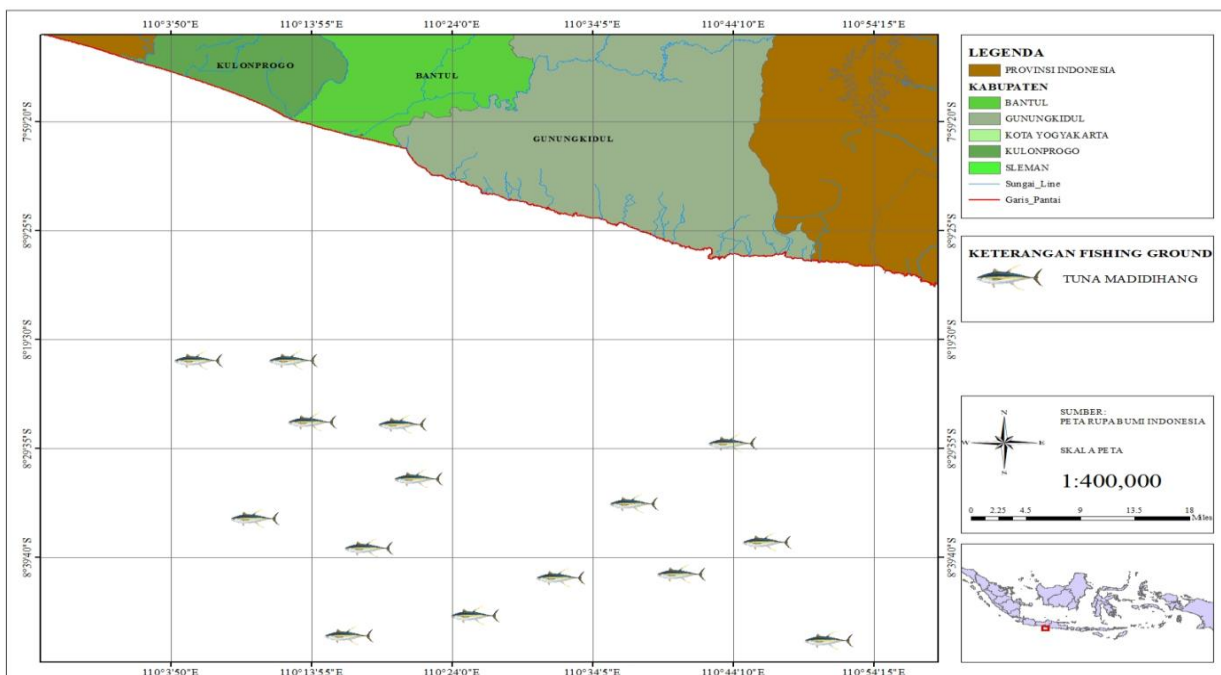 110°3'50"E 110°13'55"E 110°24'0"E 110°34'5"E 110°44'10"E 110°54'15"E
KULONPROGO
BANTUL
GUNUNGKIDUL
7°59'20"S
8°9'25"S
8°19'30"S
8°29'35"S
8°39'40"S
7°59'20"S
8°9'25"S
8°19'30"S
8°29'35"S
8°39'40"S
110°3'50"E 110°13'55"E 110°24'0"E 110°34'5"E 110°44'10"E 110°54'15"E
LEGENDA
PROVINSI INDONESIA
KABUPATEN
BANTUL
GUNUNGKIDUL
KOTA YOGYAKARTA
KULONPROGO
SLEMAN
Sungai_Line
Garis_Pantai
KETERANGAN FISHING GROUND
TUNA MADIDIHANG
N
W E
SUMBER:
PETA RUPA BUMI INDONESIA
SKALA PETA
1:400,000
0 2.25 4.5 9 13.5 18
Miles